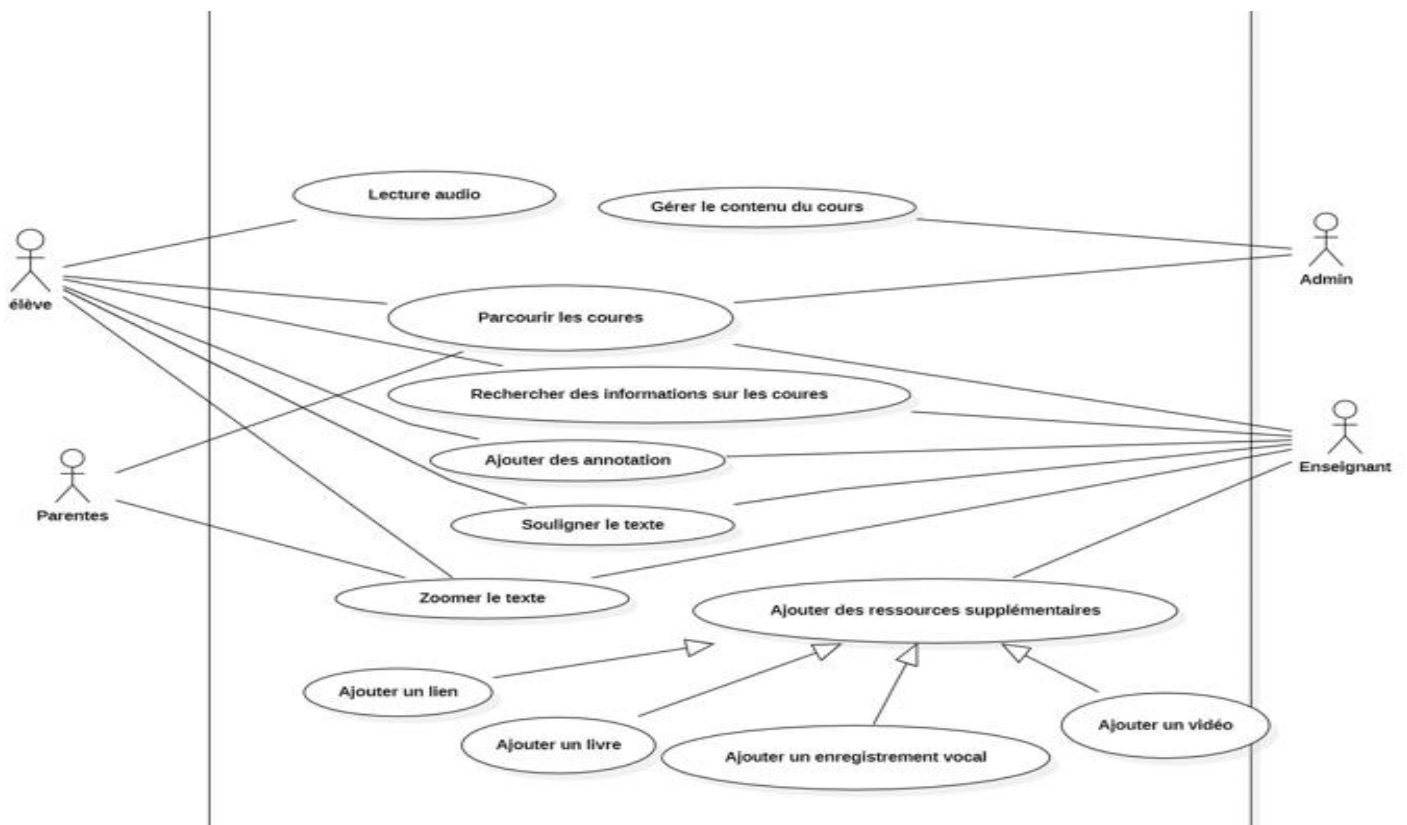 Lecture audio
Gérer le contenu du cours
élève
Admin
Parcourir les coures
Rechercher des informations sur les coures
Ajouter des annotation
Enseignant
Parentes
Souligner le texte
Zoomer le texte
Ajouter des ressources supplémentaires
Ajouter un lien
Ajouter un livre
Ajouter un enregistrement vocal
Ajouter un vidéo